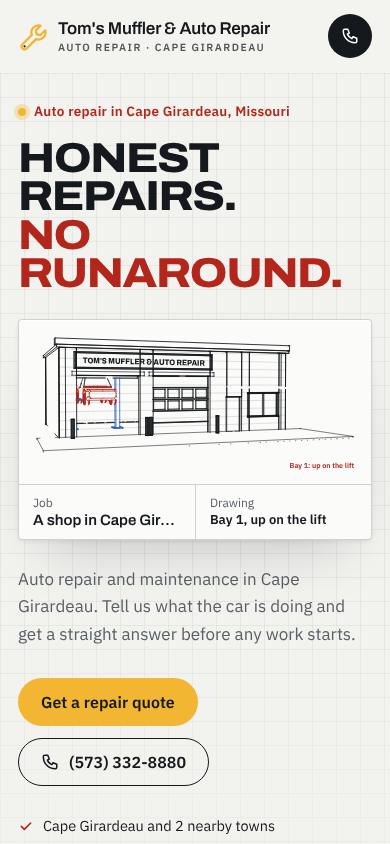 Tom's Muffler & Auto Repair
AUTO REPAIR · CAPE GIRARDEAU
Auto repair in Cape Girardeau, Missouri
HONEST
REPAIRS.
NO
RUNAROUND.
TOM'S MUFFLER & AUTO REPAIR
Bay 1: up on the lift
Job
A shop in Cape Gir…
Drawing
Bay 1, up on the lift
Auto repair and maintenance in Cape
Girardeau. Tell us what the car is doing and
get a straight answer before any work starts.
Get a repair quote
(573) 332-8880
Cape Girardeau and 2 nearby towns